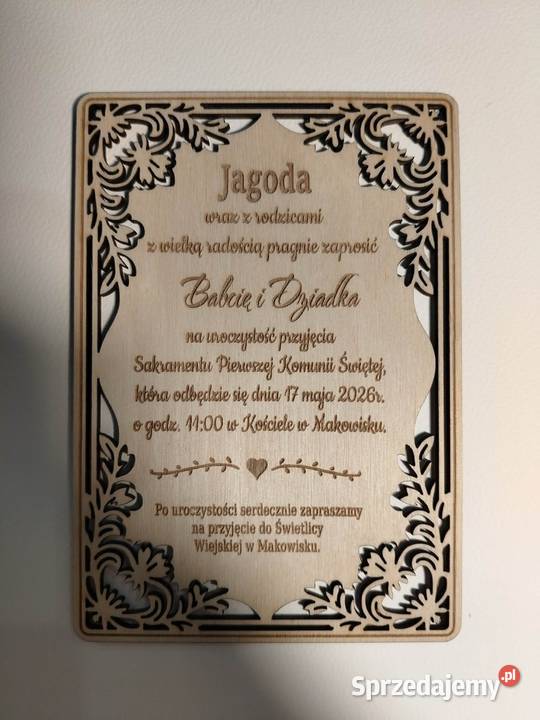 Jagoda
wraz z rodzicami
z wielką radością pragnie zaprosić
Babcię i Dziadka
na uroczystość przyjęcia
Sakramentu Pierwszej Komunii Świętej,
która odbędzie się dnia 17 maja 2026r.
o godz. 11:00 w Kościele w Makowisku.
Po uroczystości serdecznie zapraszamy
na przyjęcie do Świetlicy
Wiejskiej w Makowisku.
Sprzedajemy.pl